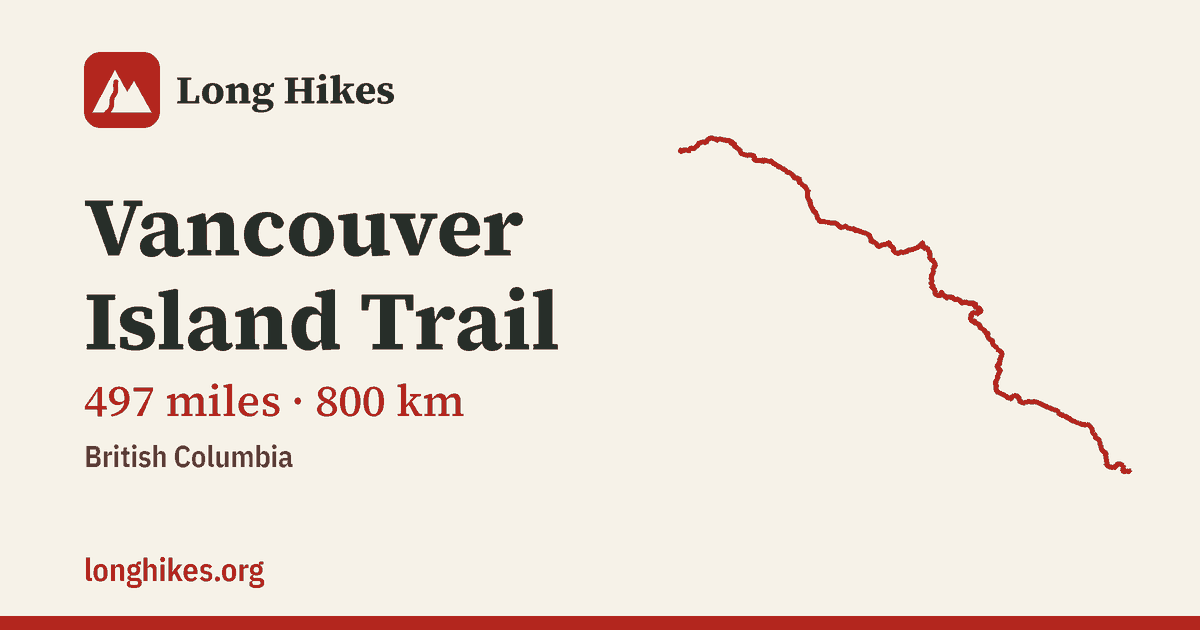 Long Hikes
Vancouver
Island Trail
497 miles · 800 km
British Columbia
longhikes.org